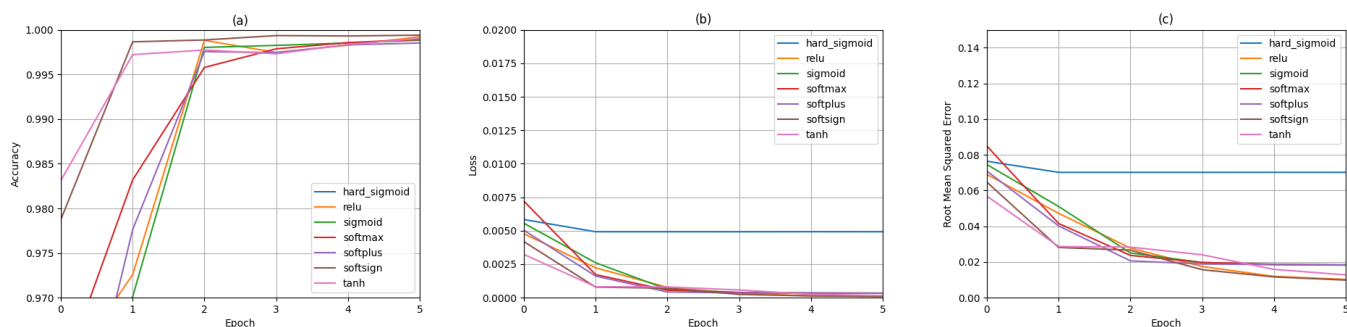 (a)
1.000
0.995
0.990
0.985
0.980
0.975
0.970
Accuracy
0
1
2
3
4
5
Epoch
hard_sigmoid
relu
sigmoid
softmax
softplus
softsign
tanh
(b)
0.0200
0.0175
0.0150
0.0125
0.0100
0.0075
0.0050
0.0025
0.0000
Loss
0
1
2
3
4
5
Epoch
hard_sigmoid
relu
sigmoid
softmax
softplus
softsign
tanh
(c)
0.14
0.12
0.10
0.08
0.06
0.04
0.02
0.00
Root Mean Squared Error
0
1
2
3
4
5
Epoch
hard_sigmoid
relu
sigmoid
softmax
softplus
softsign
tanh